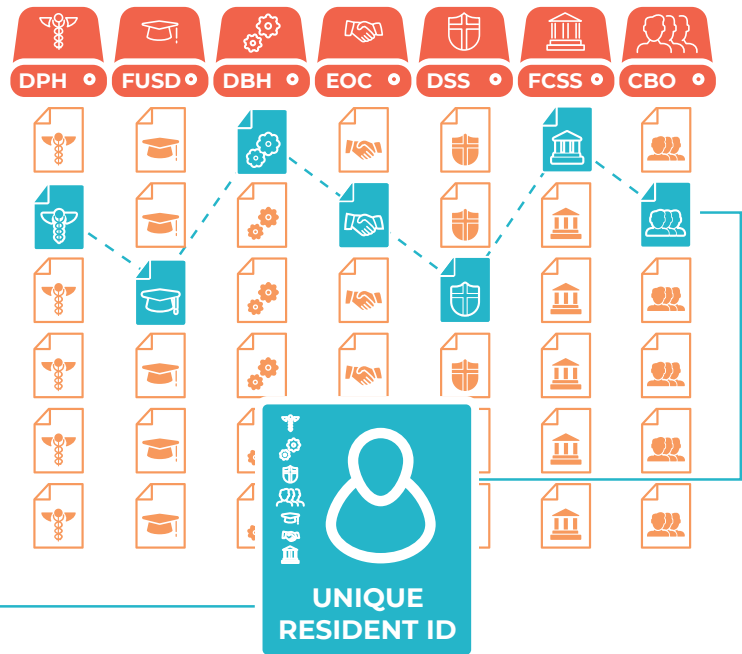 DPH
FUSD
DBH
EOC
DSS
FCSS
CBO
UNIQUE
RESIDENT ID